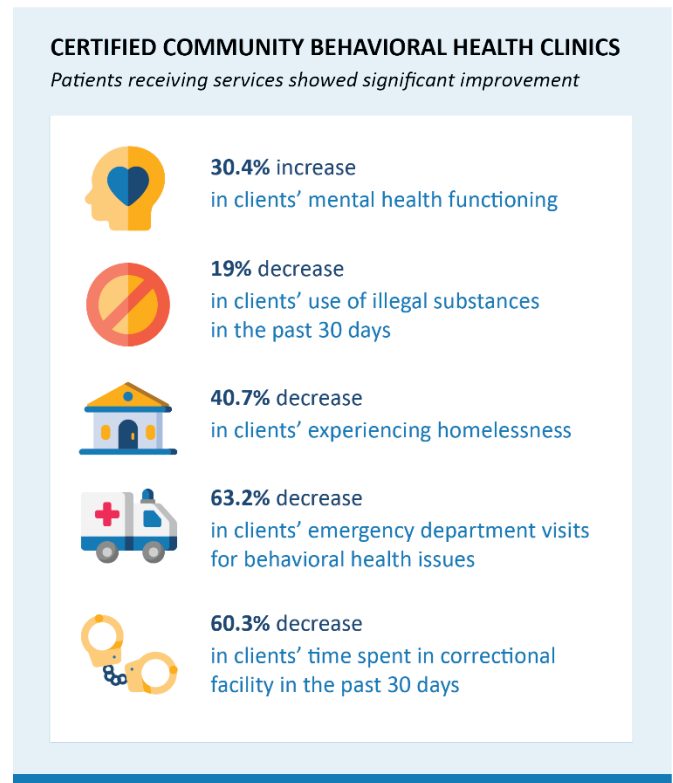 CERTIFIED COMMUNITY BEHAVIORAL HEALTH CLINICS
Patients receiving services showed significant improvement
30.4% increase
in clients’ mental health functioning
19% decrease
in clients’ use of illegal substances
in the past 30 days
40.7% decrease
in clients’ experiencing homelessness
63.2% decrease
in clients’ emergency department visits
for behavioral health issues
60.3% decrease
in clients’ time spent in correctional
facility in the past 30 days